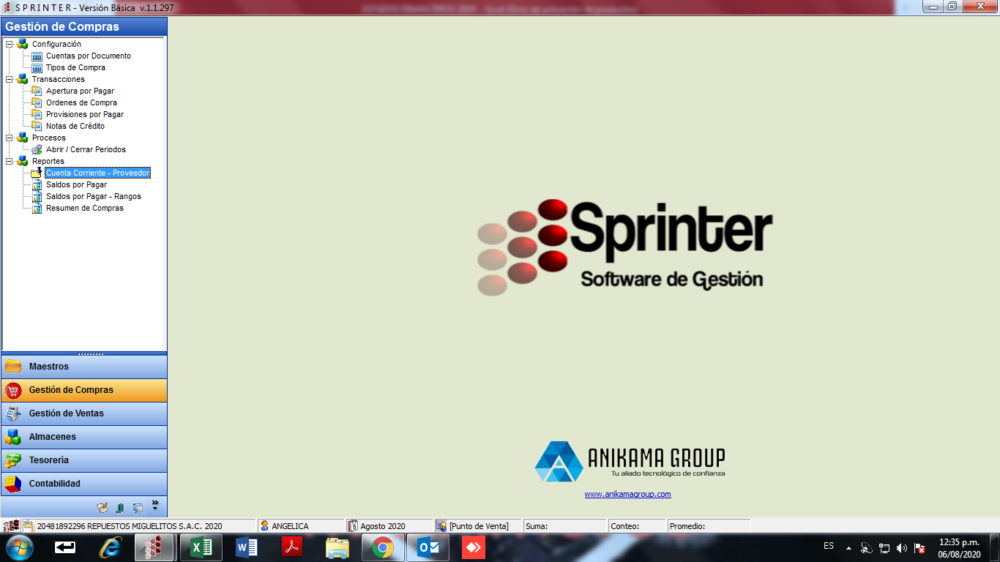 S P R I N T E R - Versión Básica v.1.1.297
Gestión de Compras
Configuración
Cuentas por Documento
Tipos de Compra
Transacciones
Apertura por Pagar
Ordenes de Compra
Provisiones por Pagar
Notas de Crédito
Procesos
Abrir / Cerrar Periodos
Reportes
Cuenta Corriente - Proveedor
Saldos por Pagar
Saldos por Pagar - Rangos
Resumen de Compras
Maestros
Gestión de Compras
Gestión de Ventas
Almacenes
Tesorería
Contabilidad
Sprinter
Software de Gestión
ANIKAMA GROUP
Tu aliado tecnológico de confianza
www.anikamagroup.com
20481892296 REPUESTOS MIGUELITOS S.A.C. 2020 ANGELICA Agosto 2020 [Punto de Venta] Suma: Conteo: Promedio:
ES
12:35 p.m.
06/08/2020